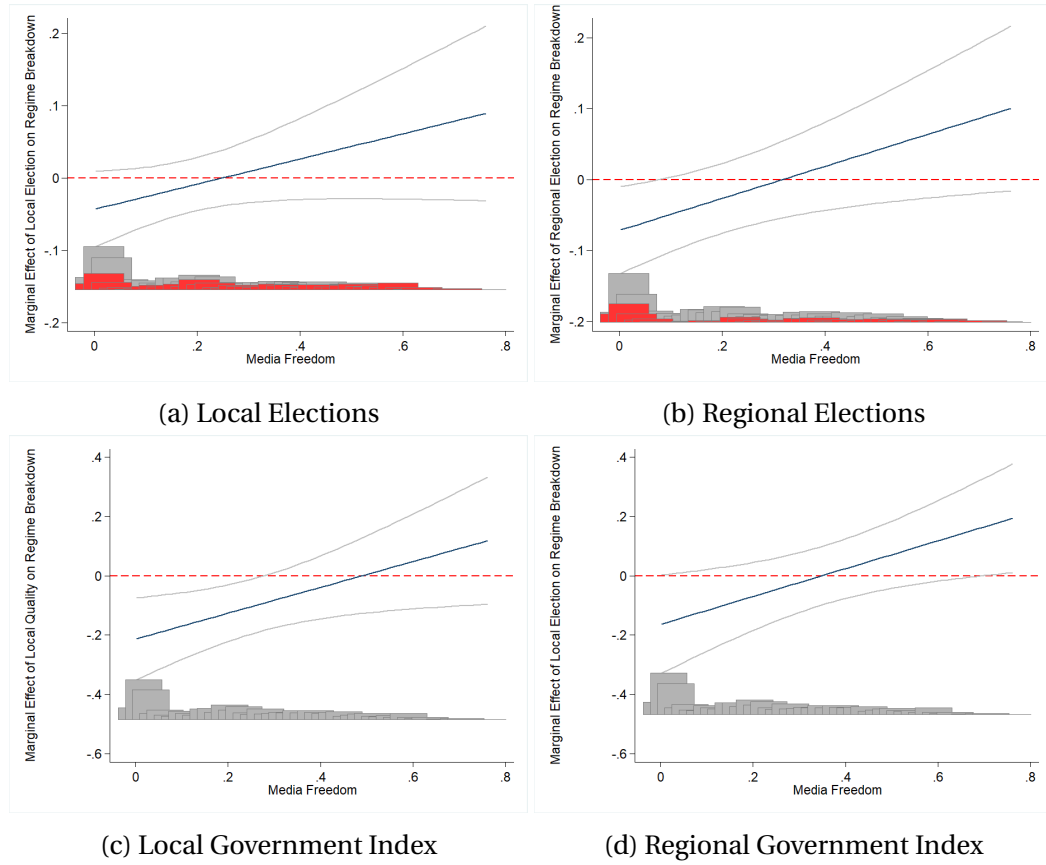 Marginal Effect of Local Election on Regime Breakdown
.2
.1
0
-.1
-.2
0 .2 .4 .6 .8
Media Freedom
(a) Local Elections
Marginal Effect of Regional Election on Regime Breakdown
.2
.1
0
-.1
-.2
0 .2 .4 .6 .8
Media Freedom
(b) Regional Elections
Marginal Effect of Local Quality on Regime Breakdown
.4
.2
0
-.2
-.4
-.6
0 .2 .4 .6 .8
Media Freedom
(c) Local Government Index
Marginal Effect of Local Election on Regime Breakdown
.4
.2
0
-.2
-.4
-.6
0 .2 .4 .6 .8
Media Freedom
(d) Regional Government Index